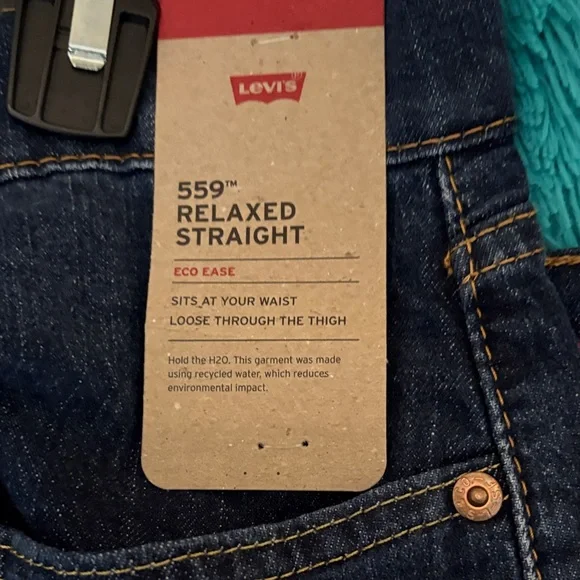 LEVI'S
559™
RELAXED
STRAIGHT
ECO EASE
SITS AT YOUR WAIST
LOOSE THROUGH THE THIGH
Hold the H2O. This garment was made
using recycled water, which reduces
environmental impact.